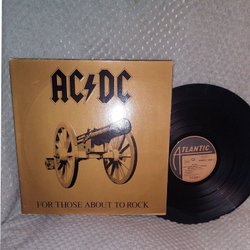 AC⚡DC
FOR THOSE ABOUT TO ROCK
ATLANTIC